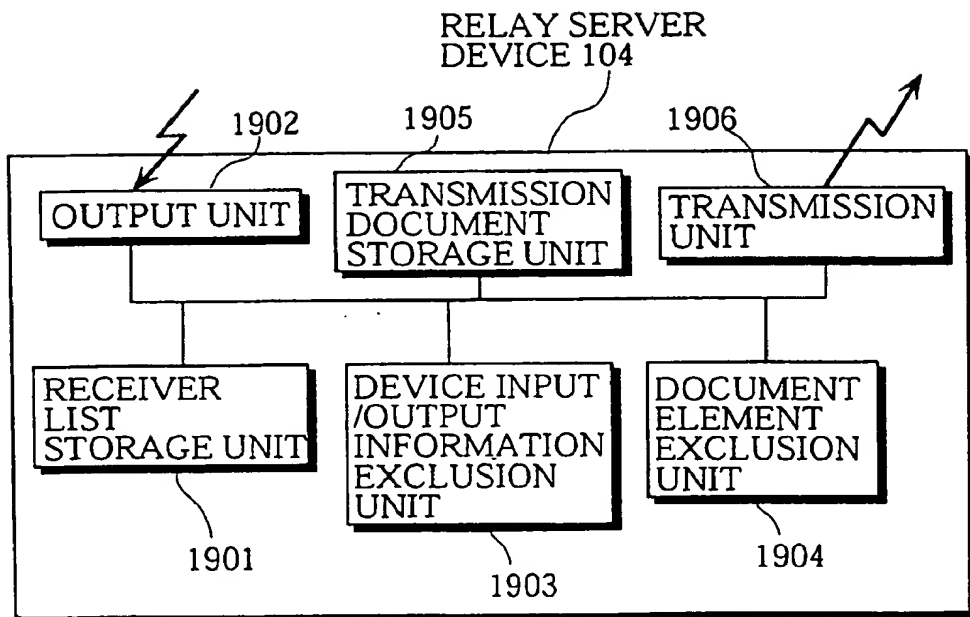 RELAY SERVER
DEVICE 104
1902
1905
1906
OUTPUT UNIT
TRANSMISSION
DOCUMENT
STORAGE UNIT
TRANSMISSION
UNIT
RECEIVER
LIST
STORAGE UNIT
DEVICE INPUT
/OUTPUT
INFORMATION
EXCLUSION
UNIT
DOCUMENT
ELEMENT
EXCLUSION
UNIT
1901
1903
1904